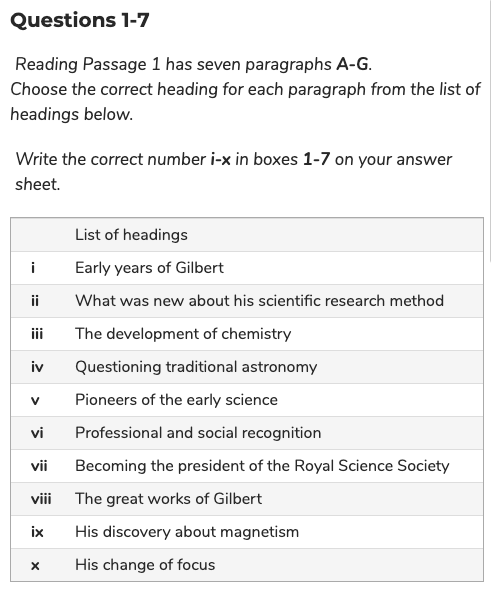 Questions 1-7
Reading Passage 1 has seven paragraphs A-G.
Choose the correct heading for each paragraph from the list of
headings below.
Write the correct number i-x in boxes 1-7 on your answer
sheet.
List of headings
i Early years of Gilbert
ii What was new about his scientific research method
iii The development of chemistry
iv Questioning traditional astronomy
v Pioneers of the early science
vi Professional and social recognition
vii Becoming the president of the Royal Science Society
viii The great works of Gilbert
ix His discovery about magnetism
x His change of focus